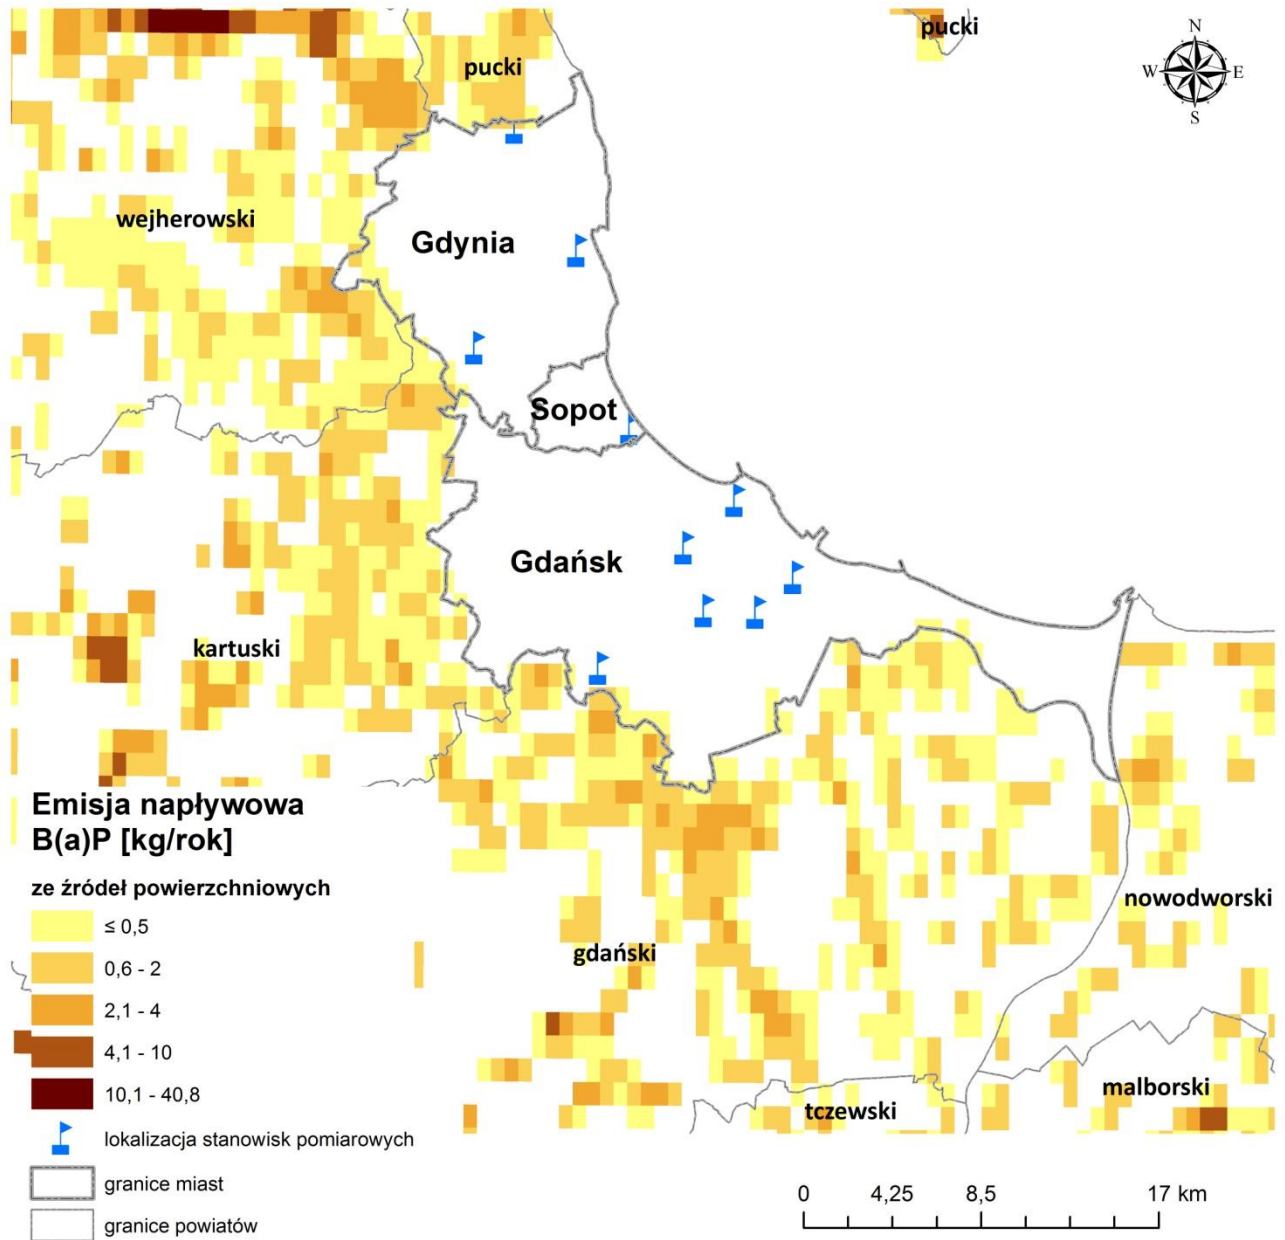 pucki
N
W E
S
pucki
wejherowski
Gdynia
Sopot
Gdańsk
kartuski
Emisja napływowa
B(a)P [kg/rok]
ze źródeł powierzchniowych
≤ 0,5
0,6 - 2
2,1 - 4
4,1 - 10
10,1 - 40,8
lokalizacja stanowisk pomiarowych
granice miast
granice powiatów
nowodworski
gdański
malborski
tczewski
0 4,25 8,5 17 km